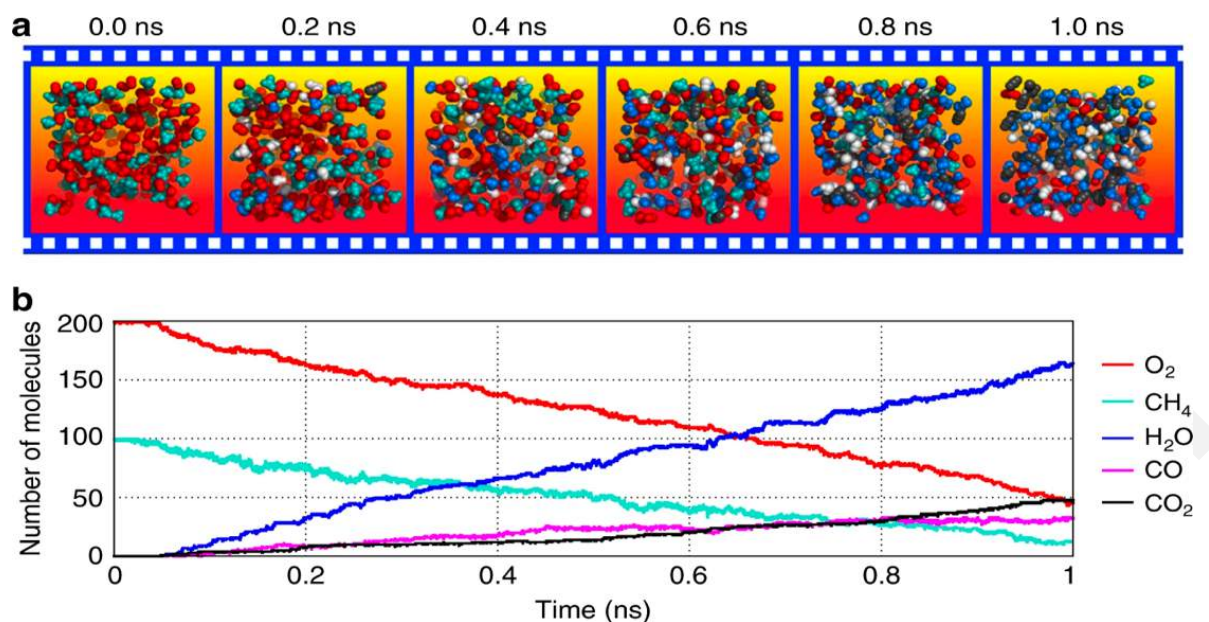 a
0.0 ns 0.2 ns 0.4 ns 0.6 ns 0.8 ns 1.0 ns
b
Number of molecules
200
150
100
50
0
0 0.2 0.4 0.6 0.8 1
Time (ns)
O₂
CH₄
H₂O
CO
CO₂